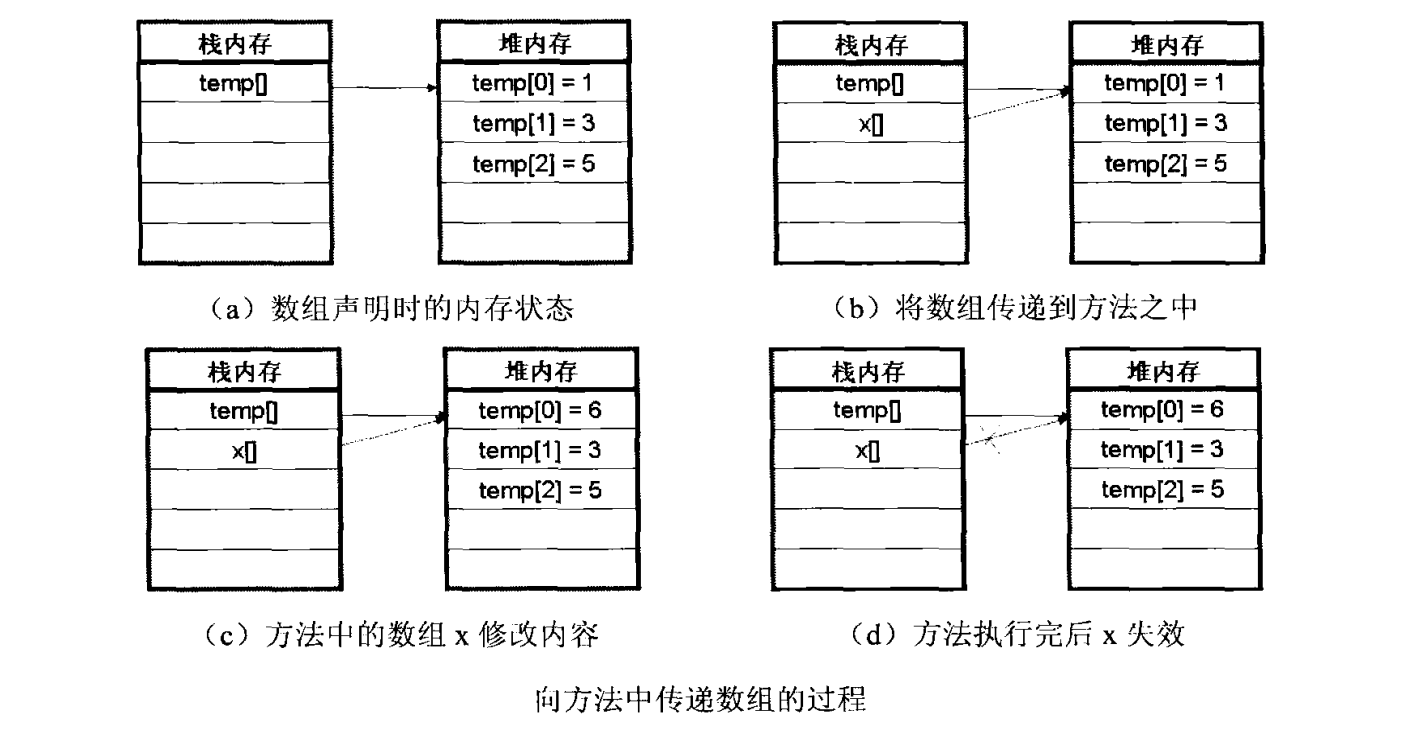 栈内存 堆内存
temp[] temp[0] = 1
temp[1] = 3
temp[2] = 5
(a)数组声明时的内存状态
栈内存 堆内存
temp[] temp[0] = 1
x[] temp[1] = 3
temp[2] = 5
(b)将数组传递到方法之中
栈内存 堆内存
temp[] temp[0] = 6
x[] temp[1] = 3
temp[2] = 5
(c)方法中的数组 x 修改内容
栈内存 堆内存
temp[] temp[0] = 6
x[] temp[1] = 3
temp[2] = 5
(d)方法执行完后 x 失效
向方法中传递数组的过程